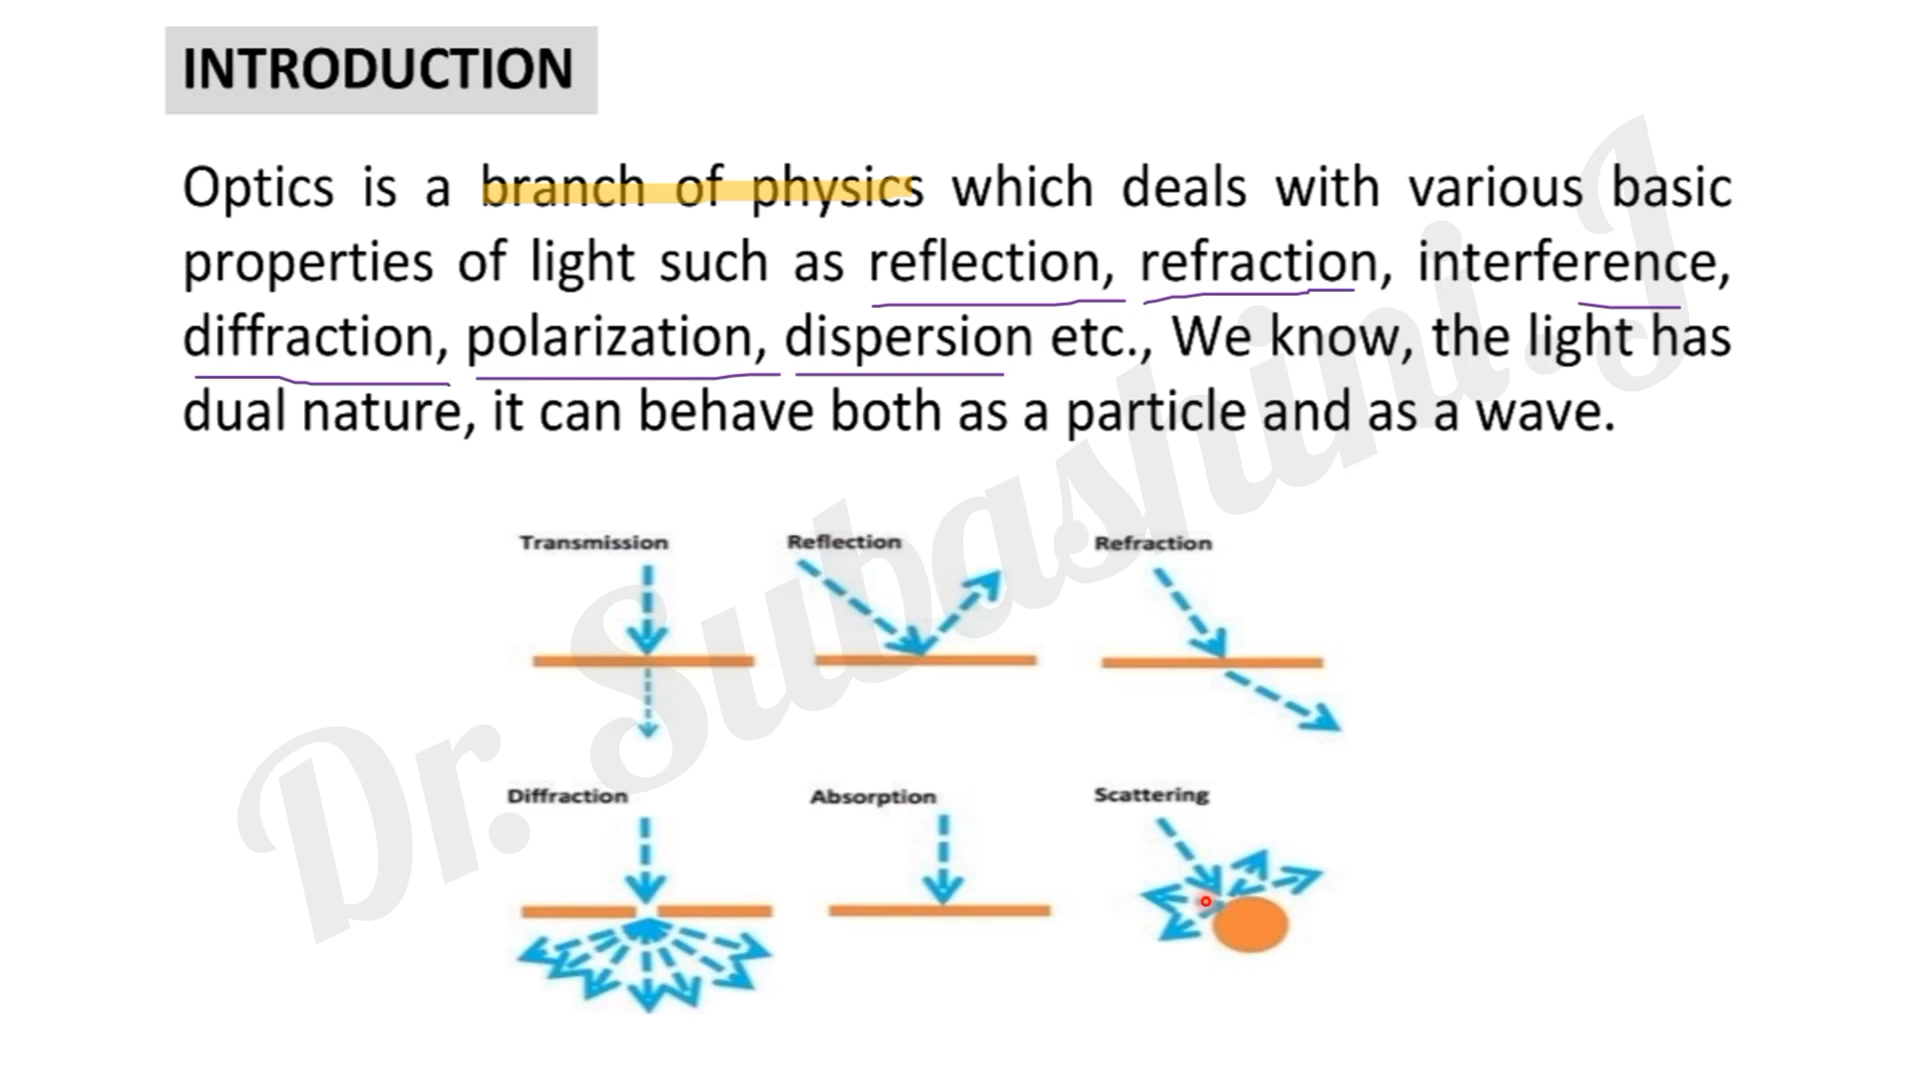 INTRODUCTION
Optics is a branch of physics which deals with various basic
properties of light such as reflection, refraction, interference,
diffraction, polarization, dispersion etc., We know, the light has
dual nature, it can behave both as a particle and as a wave.
Transmission
Reflection
Refraction
Diffraction
Absorption
Scattering
Dr. Subashini.J